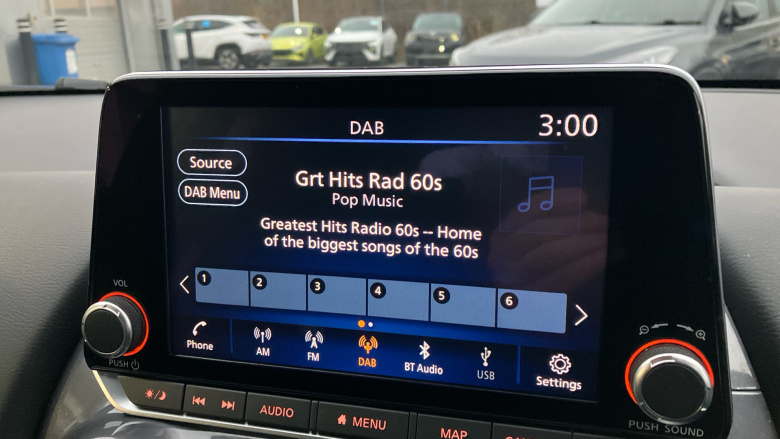 DAB
3:00
Source
DAB Menu
Grt Hits Rad 60s
Pop Music
Greatest Hits Radio 60s -- Home
of the biggest songs of the 60s
1 2 3 4 5 6
Phone AM FM DAB BT Audio USB Settings
VOL
PUSH
PUSH SOUND
AUDIO MENU MAP